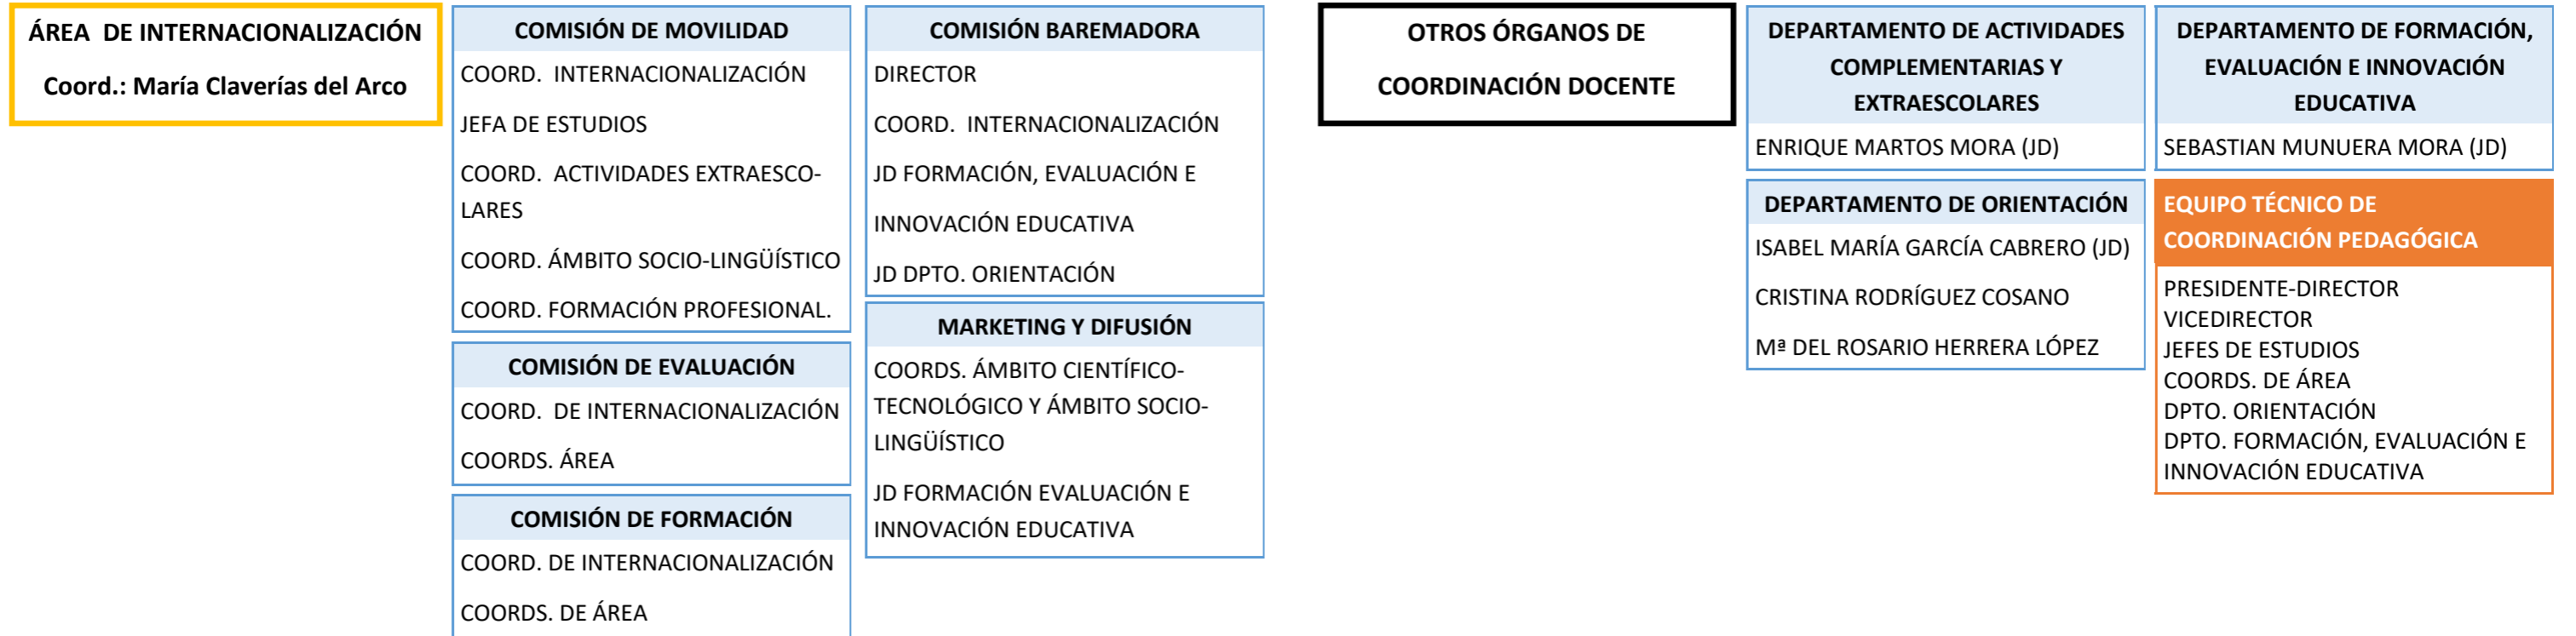 ÁREA DE INTERNACIONALIZACIÓN
Coord.: María Claverías del Arco
COMISIÓN DE MOVILIDAD
COORD. INTERNACIONALIZACIÓN
JEFA DE ESTUDIOS
COORD. ACTIVIDADES EXTRAESCO-
LARES
COORD. ÁMBITO SOCIO-LINGÜÍSTICO
COORD. FORMACIÓN PROFESIONAL.
COMISIÓN DE EVALUACIÓN
COORD. DE INTERNACIONALIZACIÓN
COORDS. ÁREA
COMISIÓN DE FORMACIÓN
COORD. DE INTERNACIONALIZACIÓN
COORDS. DE ÁREA
COMISIÓN BAREMADORA
DIRECTOR
COORD. INTERNACIONALIZACIÓN
JD FORMACIÓN, EVALUACIÓN E
INNOVACIÓN EDUCATIVA
JD DPTO. ORIENTACIÓN
MARKETING Y DIFUSIÓN
COORDS. ÁMBITO CIENTÍFICO-
TECNOLÓGICO Y ÁMBITO SOCIO-
LINGÜÍSTICO
JD FORMACIÓN EVALUACIÓN E
INNOVACIÓN EDUCATIVA
OTROS ÓRGANOS DE
COORDINACIÓN DOCENTE
DEPARTAMENTO DE ACTIVIDADES
COMPLEMENTARIAS Y
EXTRAESCOLARES
ENRIQUE MARTOS MORA (JD)
DEPARTAMENTO DE ORIENTACIÓN
ISABEL MARÍA GARCÍA CABRERO (JD)
CRISTINA RODRÍGUEZ COSANO
Mª DEL ROSARIO HERRERA LÓPEZ
DEPARTAMENTO DE FORMACIÓN,
EVALUACIÓN E INNOVACIÓN
EDUCATIVA
SEBASTIAN MUNUERA MORA (JD)
EQUIPO TÉCNICO DE
COORDINACIÓN PEDAGÓGICA
PRESIDENTE-DIRECTOR
VICEDIRECTOR
JEFES DE ESTUDIOS
COORDS. DE ÁREA
DPTO. ORIENTACIÓN
DPTO. FORMACIÓN, EVALUACIÓN E
INNOVACIÓN EDUCATIVA